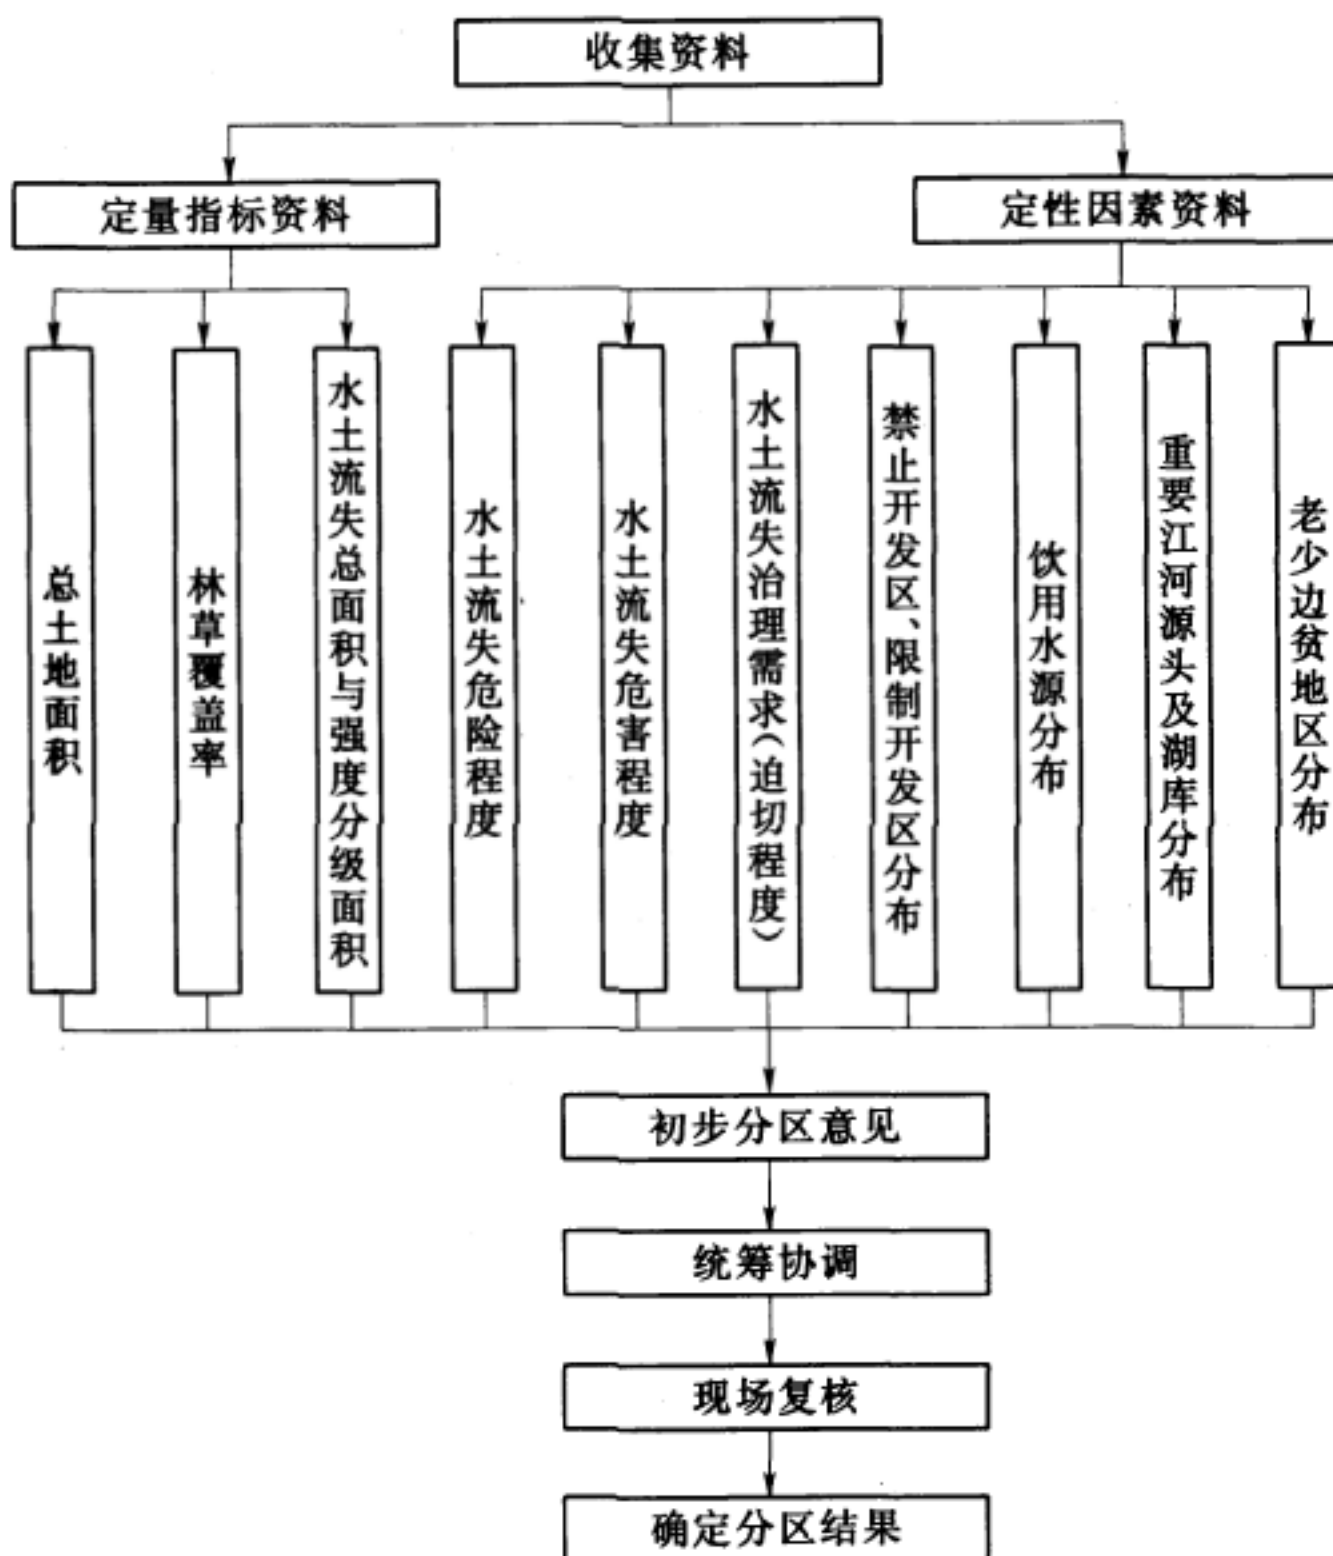 收集资料
定量指标资料
定性因素资料
总土地面积
林草覆盖率
水土流失总面积与强度分级面积
水土流失危险程度
水土流失危害程度
水土流失治理需求(迫切程度)
禁止开发区、限制开发区分布
饮用水源分布
重要江河源头及湖库分布
老少边贫地区分布
初步分区意见
统筹协调
现场复核
确定分区结果